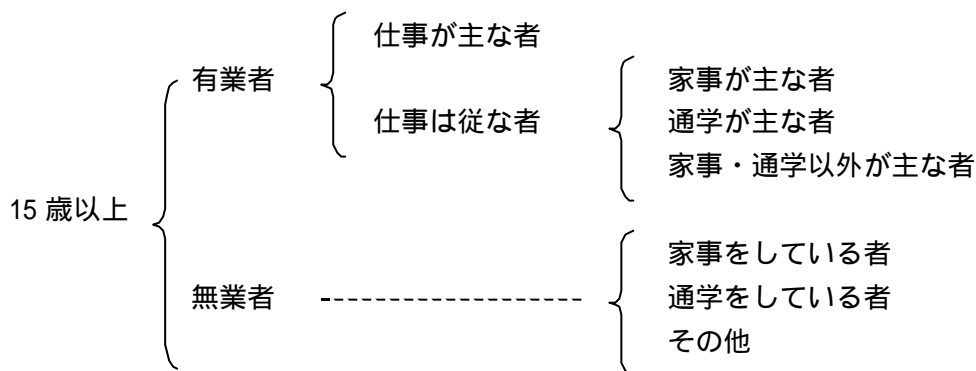 15 歳以上
有業者
仕事が主な者
仕事は従な者
家事が主な者
通学が主な者
家事・通学以外が主な者
無業者
家事をしている者
通学をしている者
その他